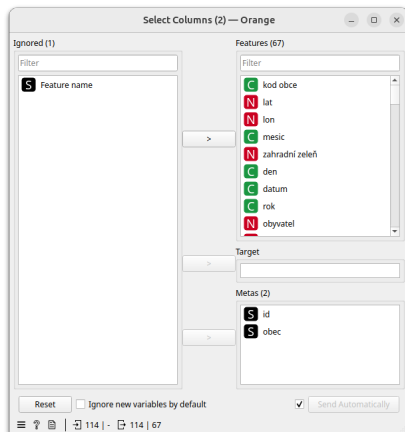 Select Columns (2) — Orange
Ignored (1)
Filter
S Feature name
>
>
>
Features (67)
Filter
C kod obce
N lat
N lon
C mesic
N zahradní zeleň
C den
C datum
C rok
N obyvatel
Target
Metas (2)
S id
S obec
Reset
Ignore new variables by default
Send Automatically
114 | - 114 | 67